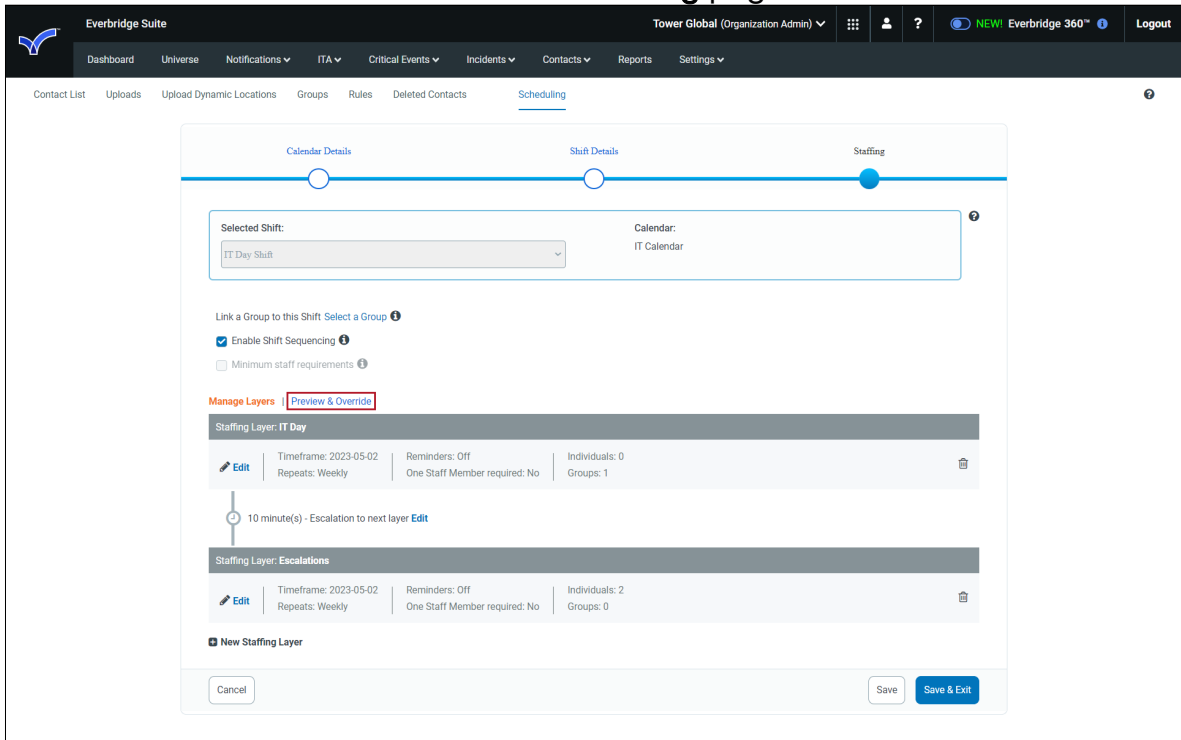 Everbridge Suite
Tower Global (Organization Admin)
?
NEW! Everbridge 360™
Logout
Dashboard Universe Notifications ITA Critical Events Incidents Contacts Reports Settings
Contact List Uploads Upload Dynamic Locations Groups Rules Deleted Contacts Scheduling
Calendar Details Shift Details Staffing
Selected Shift: Calendar:
IT Day Shift IT Calendar
Link a Group to this Shift Select a Group
Enable Shift Sequencing
Minimum staff requirements
Manage Layers | Preview & Override
Staffing Layer: IT Day
Edit Timeframe: 2023-05-02 Reminders: Off Individuals: 0
Repeats: Weekly One Staff Member required: No Groups: 1
10 minute(s) - Escalation to next layer Edit
Staffing Layer: Escalations
Edit Timeframe: 2023-05-02 Reminders: Off Individuals: 2
Repeats: Weekly One Staff Member required: No Groups: 0
New Staffing Layer
Cancel Save Save & Exit